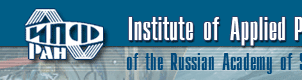 ИПФ
РАН
Institute of Applied P
of the Russian Academy of S